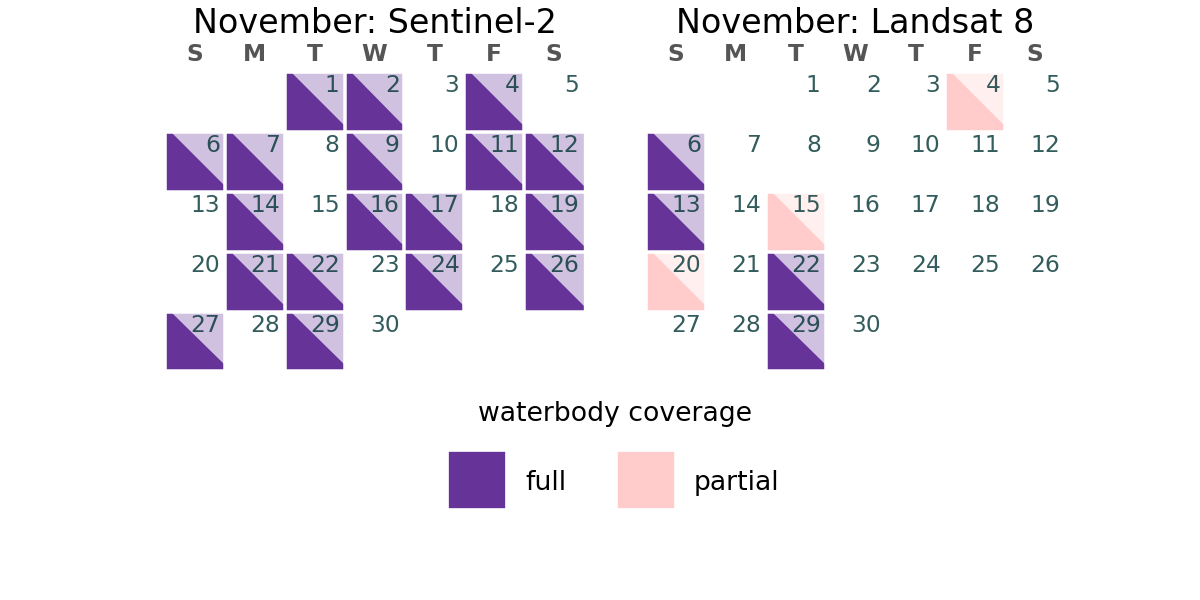 November: Sentinel-2
S M T W T F S
1 2 3 4 5
6 7 8 9 10 11 12
13 14 15 16 17 18 19
20 21 22 23 24 25 26
27 28 29 30
November: Landsat 8
S M T W T F S
1 2 3 4 5
6 7 8 9 10 11 12
13 14 15 16 17 18 19
20 21 22 23 24 25 26
27 28 29 30
waterbody coverage
full
partial